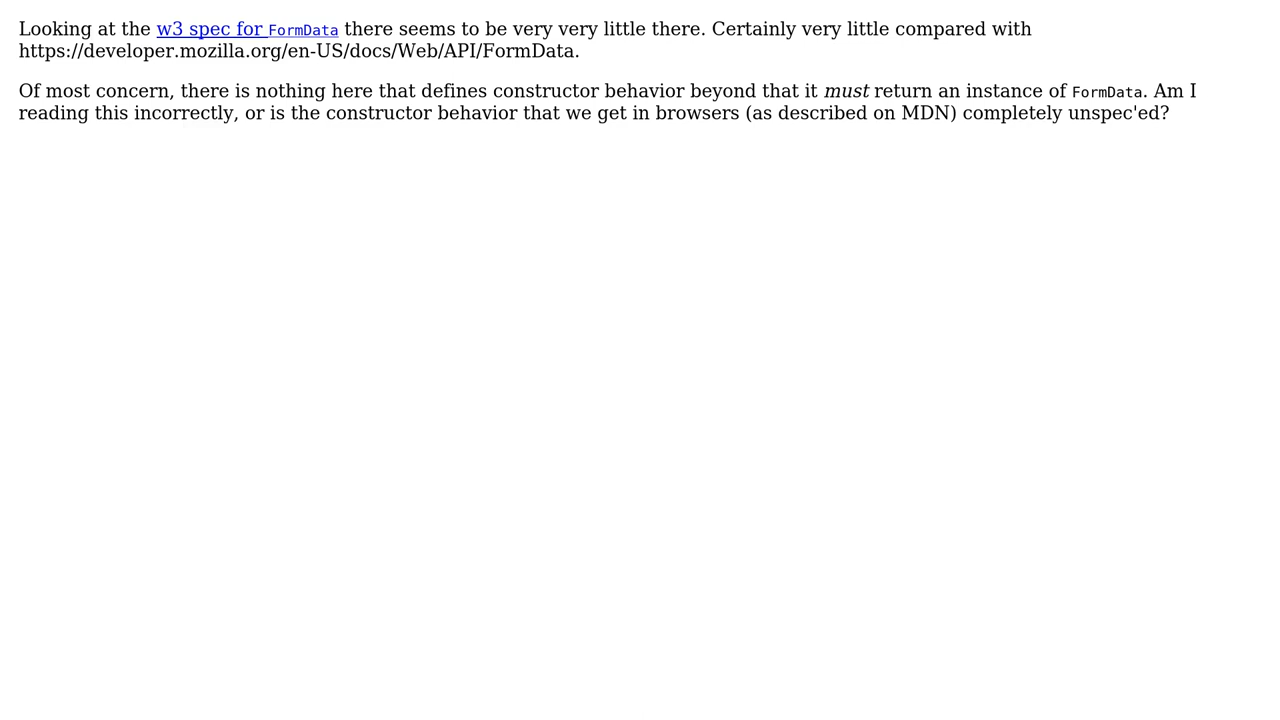 Looking at the w3 spec for FormData there seems to be very very little there. Certainly very little compared with
https://developer.mozilla.org/en-US/docs/Web/API/FormData.
Of most concern, there is nothing here that defines constructor behavior beyond that it must return an instance of FormData. Am I
reading this incorrectly, or is the constructor behavior that we get in browsers (as described on MDN) completely unspec'ed?